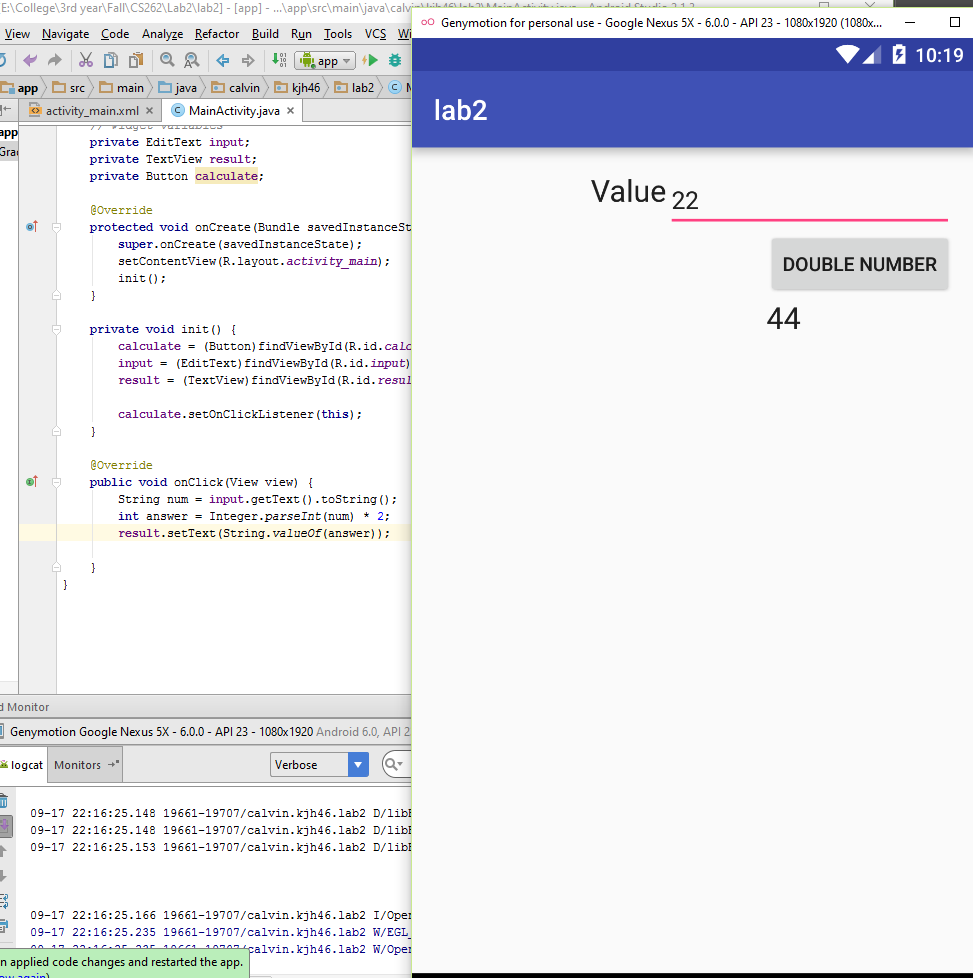 E:\College\3rd year\Fall\CS262\Lab2\lab2] - [app] - ...\app\src\main\java\calvin\kjh46\lab2\MainActivity.java - Android Studio 2.1.3
View Navigate Code Analyze Refactor Build Run Tools VCS Wi
app
app src main java calvin kjh46 lab2 M
activity_main.xml MainActivity.java
app
Grad
// Widget variables
private EditText input;
private TextView result;
private Button calculate;
@Override
protected void onCreate(Bundle savedInstanceSt
super.onCreate(savedInstanceState);
setContentView(R.layout.activity_main);
init();
}
private void init() {
calculate = (Button)findViewById(R.id.calc
input = (EditText)findViewById(R.id.input)
result = (TextView)findViewById(R.id.resul
calculate.setOnClickListener(this);
}
@Override
public void onClick(View view) {
String num = input.getText().toString();
int answer = Integer.parseInt(num) * 2;
result.setText(String.valueOf(answer));
}
}
d Monitor
Genymotion Google Nexus 5X - 6.0.0 - API 23 - 1080x1920 Android 6.0, API 2
logcat Monitors Verbose
09-17 22:16:25.148 19661-19707/calvin.kjh46.lab2 D/libE
09-17 22:16:25.148 19661-19707/calvin.kjh46.lab2 D/libE
09-17 22:16:25.153 19661-19707/calvin.kjh46.lab2 D/libE
09-17 22:16:25.166 19661-19707/calvin.kjh46.lab2 I/Oper
09-17 22:16:25.235 19661-19707/calvin.kjh46.lab2 W/EGL_
09-17 22:16:25.235 19661-19707/calvin.kjh46.lab2 W/Oper
n applied code changes and restarted the app.
ow again)
Genymotion for personal use - Google Nexus 5X - 6.0.0 - API 23 - 1080x1920 (1080x...
10:19
lab2
Value 22
DOUBLE NUMBER
44